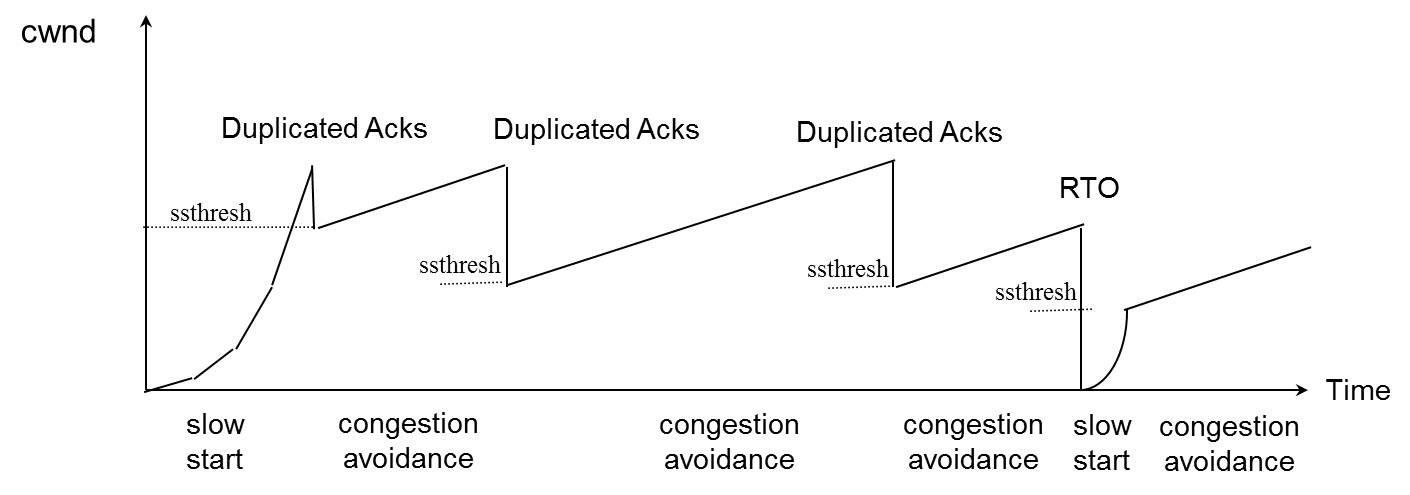 cwnd
Duplicated Acks
Duplicated Acks
Duplicated Acks
RTO
ssthresh
ssthresh
ssthresh
ssthresh
Time
slow
start
congestion
avoidance
congestion
avoidance
congestion
avoidance
slow
start
congestion
avoidance